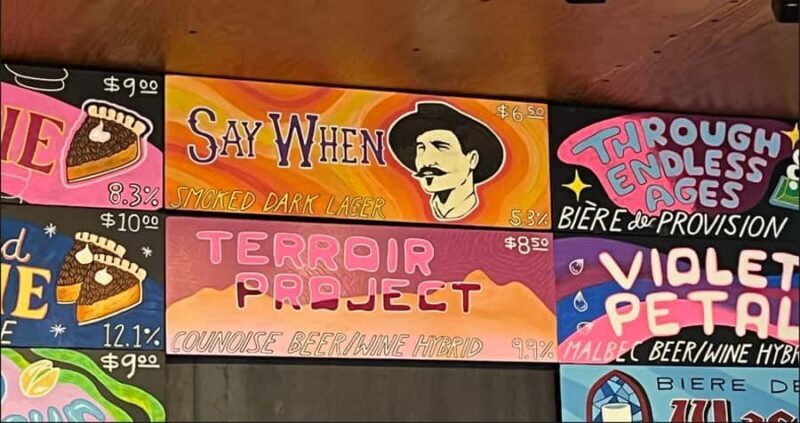 $9.00
IE
8.3%
SAY WHEN
$6.50
SMOKED DARK LAGER
5.3%
THROUGH
ENDLESS
AGES
BIÈRE de PROVISION
$10.00
IE
E
12.1%
TERROIR
PROJECT
$8.50
COUNOISE BEER/WINE HYBRID
9.9%
VIOLET
PETAL
MALBEC BEER/WINE HYBR
$9.00
BIERE DE